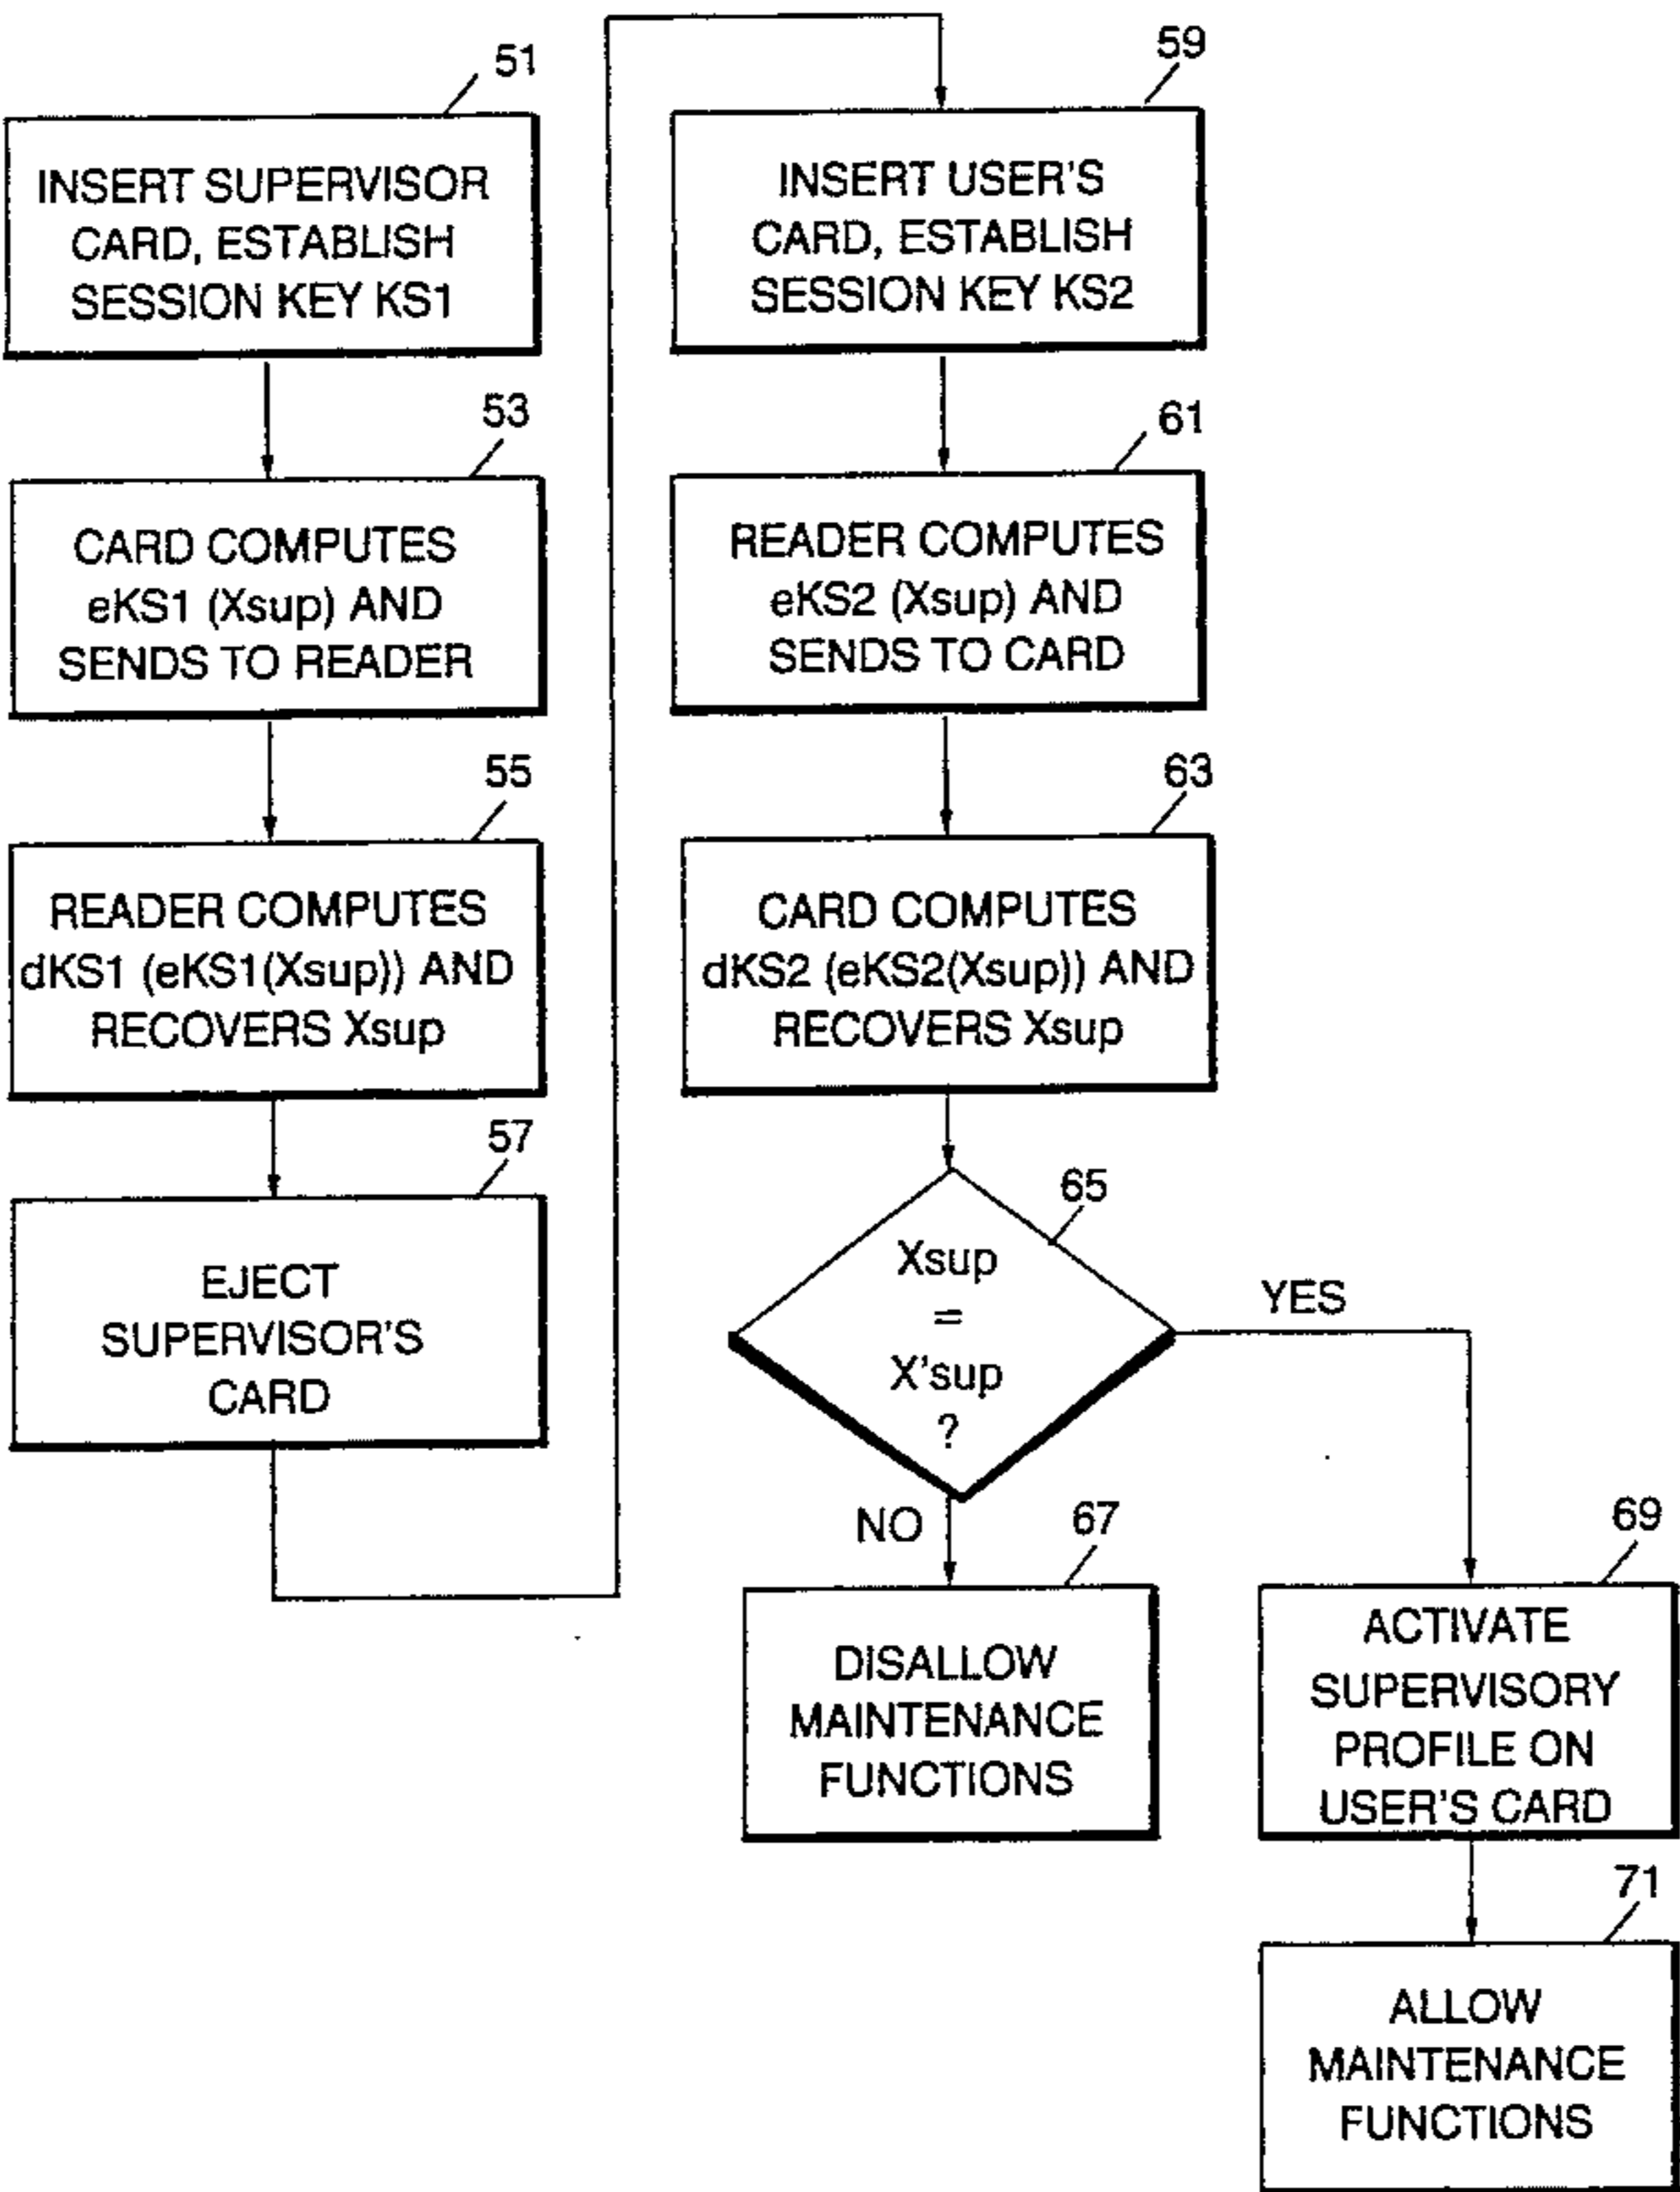 51
INSERT SUPERVISOR
CARD, ESTABLISH
SESSION KEY KS1
53
CARD COMPUTES
eKS1 (Xsup) AND
SENDS TO READER
55
READER COMPUTES
dKS1 (eKS1(Xsup)) AND
RECOVERS Xsup
57
EJECT
SUPERVISOR'S
CARD
59
INSERT USER'S
CARD, ESTABLISH
SESSION KEY KS2
61
READER COMPUTES
eKS2 (Xsup) AND
SENDS TO CARD
63
CARD COMPUTES
dKS2 (eKS2(Xsup)) AND
RECOVERS Xsup
65
Xsup
=
X'sup
?
YES
NO
67
DISALLOW
MAINTENANCE
FUNCTIONS
69
ACTIVATE
SUPERVISORY
PROFILE ON
USER'S CARD
71
ALLOW
MAINTENANCE
FUNCTIONS